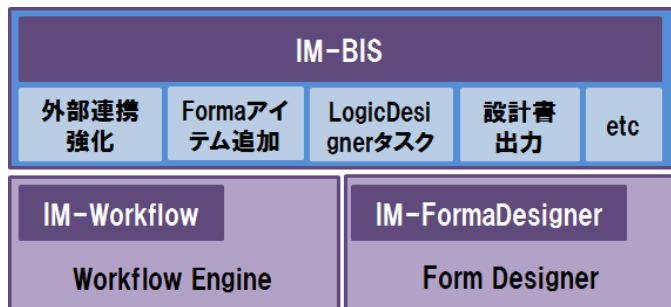 IM-BIS
外部連携
強化
Formaアイ
テム追加
LogicDesi
gnerタスク
設計書
出力
etc
IM-Workflow
Workflow Engine
IM-FormaDesigner
Form Designer